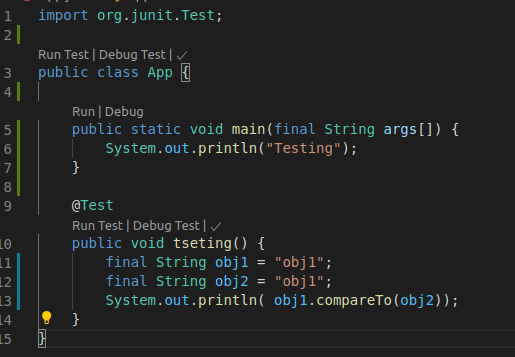 1 import org.junit.Test;
2
Run Test | Debug Test | ✓
3 public class App {
4
Run | Debug
5 public static void main(final String args[]) {
6 System.out.println("Testing");
7 }
8
9 @Test
Run Test | Debug Test | ✓
10 public void tseting() {
11 final String obj1 = "obj1";
12 final String obj2 = "obj1";
13 System.out.println( obj1.compareTo(obj2));
14 }
15 }